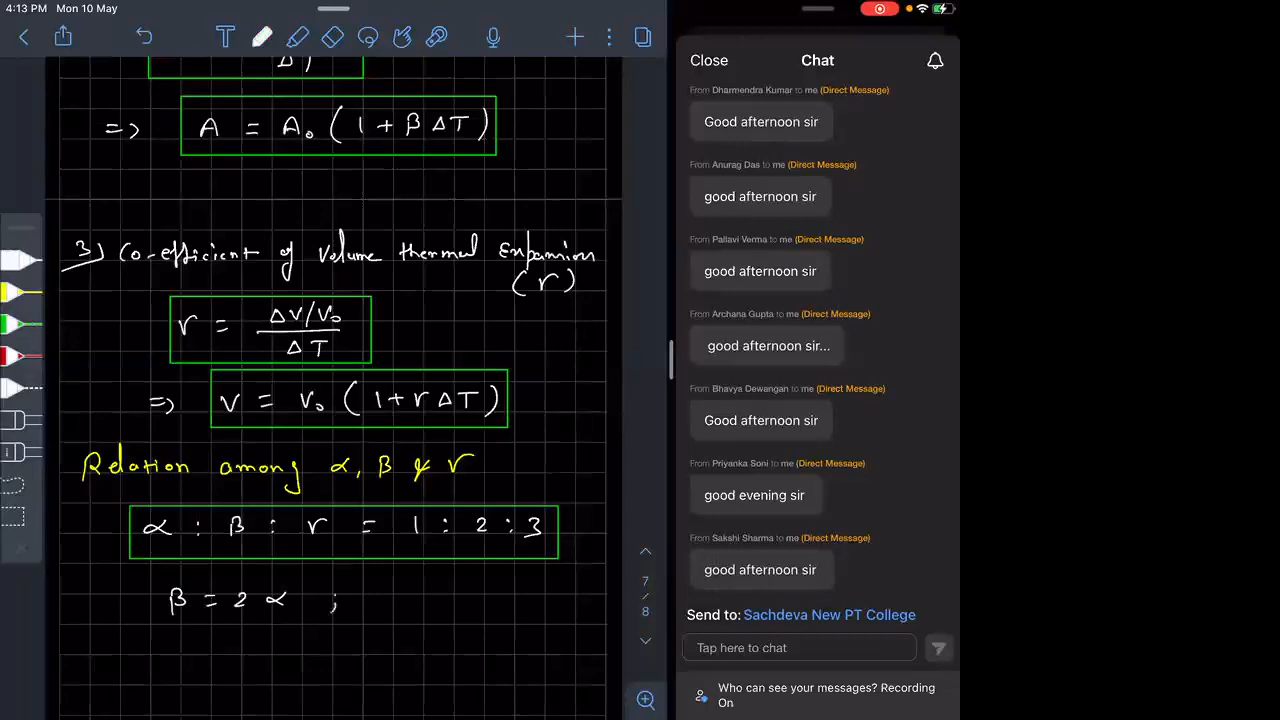 4:13 PM Mon 10 May
ΔT
=> A = A₀ (1 + β ΔT)
3) Co-efficient of Volume thermal Expansion
(r)
r = ΔV/V₀
ΔT
=> V = V₀ (1 + r ΔT)
Relation among α, β & r
α : β : r = 1 : 2 : 3
β = 2 α ;
7
/
8
Close
Chat
From Dharmendra Kumar to me (Direct Message)
Good afternoon sir
From Anurag Das to me (Direct Message)
good afternoon sir
From Pallavi Verma to me (Direct Message)
good afternoon sir
From Archana Gupta to me (Direct Message)
good afternoon sir...
From Bhavya Dewangan to me (Direct Message)
Good afternoon sir
From Priyanka Soni to me (Direct Message)
good evening sir
From Sakshi Sharma to me (Direct Message)
good afternoon sir
Send to: Sachdeva New PT College
Tap here to chat
Who can see your messages? Recording
On